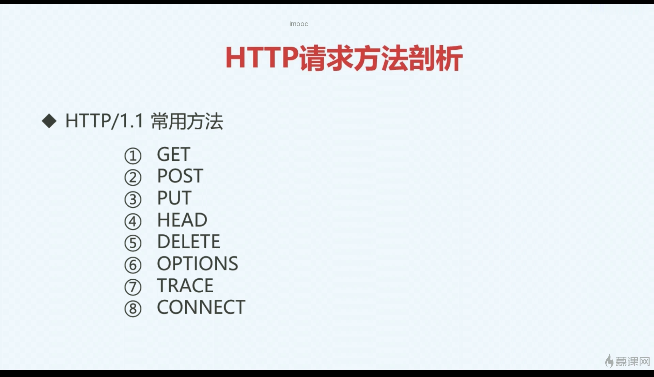 imooc
HTTP请求方法剖析
◆ HTTP/1.1 常用方法
① GET
② POST
③ PUT
④ HEAD
⑤ DELETE
⑥ OPTIONS
⑦ TRACE
⑧ CONNECT
慕课网